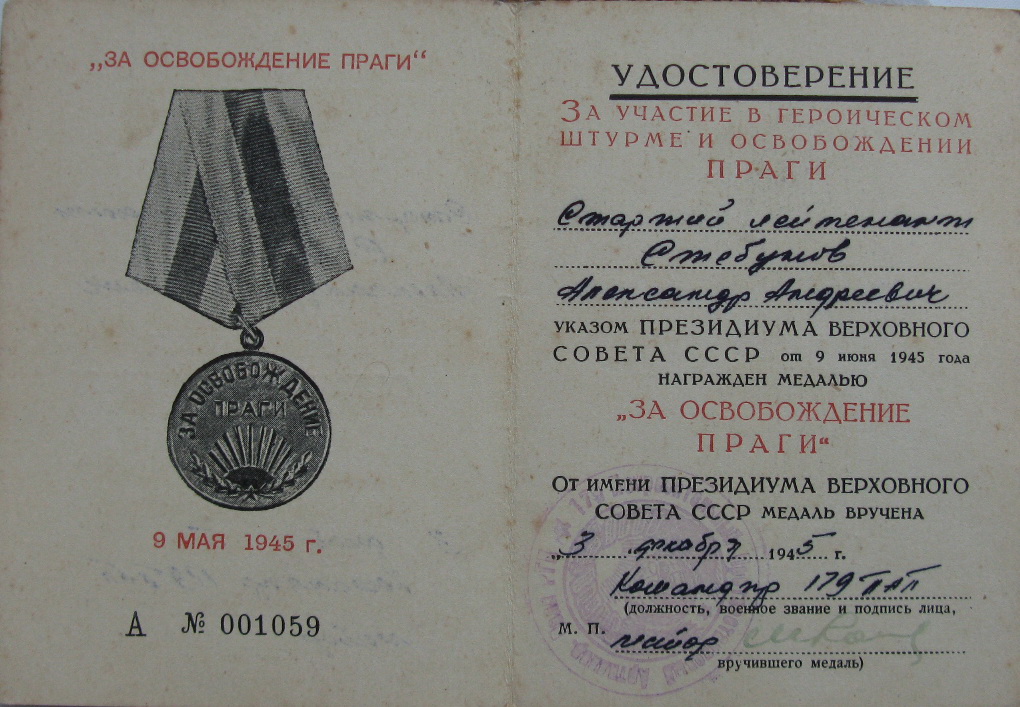 „ЗА ОСВОБОЖДЕНИЕ ПРАГИ“
ЗА ОСВОБОЖДЕНИЕ
ПРАГИ
9 МАЯ 1945 г.
А № 001059
УДОСТОВЕРЕНИЕ
ЗА УЧАСТИЕ В ГЕРОИЧЕСКОМ
ШТУРМЕ И ОСВОБОЖДЕНИИ
ПРАГИ
Старший лейтенант
Стебунов
Александр Андреевич
УКАЗОМ ПРЕЗИДИУМА ВЕРХОВНОГО
СОВЕТА СССР от 9 июня 1945 года
НАГРАЖДЕН МЕДАЛЬЮ
„ЗА ОСВОБОЖДЕНИЕ
ПРАГИ“
ОТ ИМЕНИ ПРЕЗИДИУМА ВЕРХОВНОГО
СОВЕТА СССР МЕДАЛЬ ВРУЧЕНА
„3 декабря 1945 г.
Командир 179 ПАП
(должность, военное звание и подпись лица,
М. П. майор
вручившего медаль)